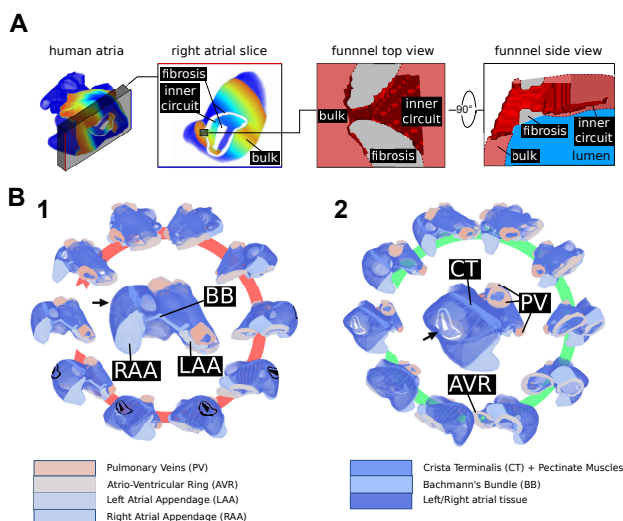 A
human atria
right atrial slice
funnnel top view
funnnel side view
fibrosis
inner
circuit
bulk
bulk
inner
circuit
fibrosis
90°
fibrosis
inner
circuit
bulk
lumen
B
1
BB
RAA
LAA
2
CT
PV
AVR
Pulmonary Veins (PV)
Atrio-Ventricular Ring (AVR)
Left Atrial Appendage (LAA)
Right Atrial Appendage (RAA)
Crista Terminalis (CT) + Pectinate Muscles
Bachmann's Bundle (BB)
Left/Right atrial tissue